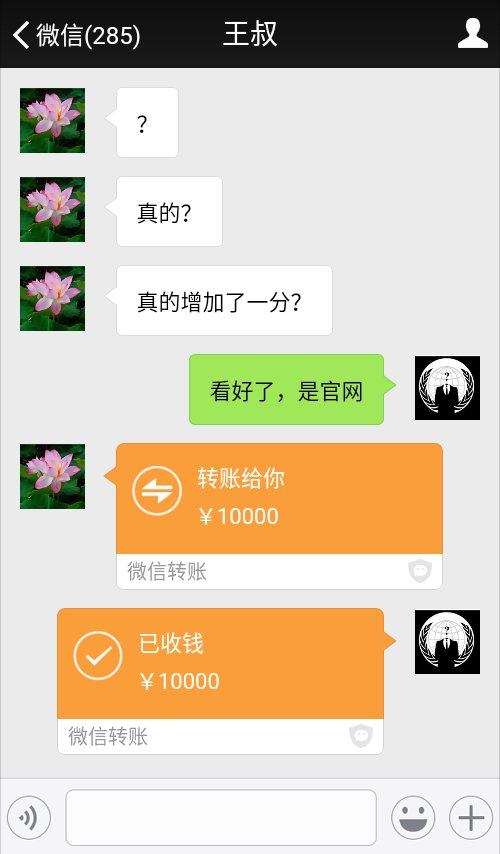 微信(285)
王叔
?
真的?
真的增加了一分?
看好了，是官网
转账给你
￥10000
微信转账
已收钱
￥10000
微信转账